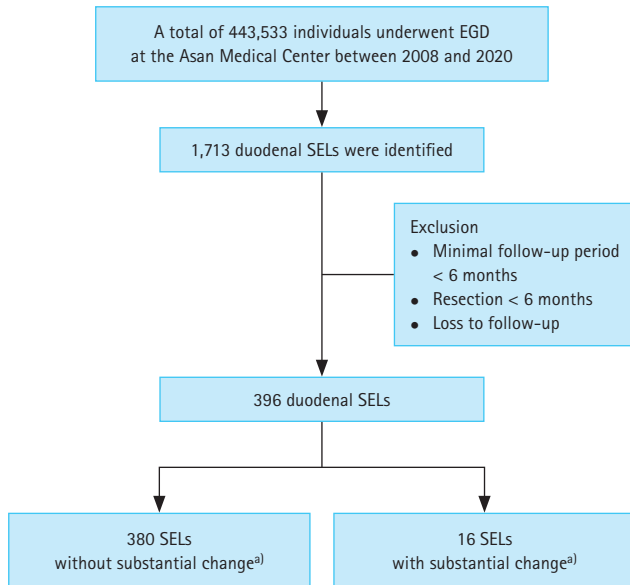 A total of 443,533 individuals underwent EGD
at the Asan Medical Center between 2008 and 2020
1,713 duodenal SELs were identified
Exclusion
● Minimal follow-up period
< 6 months
● Resection < 6 months
● Loss to follow-up
396 duodenal SELs
380 SELs
without substantial change a)
16 SELs
with substantial change a)